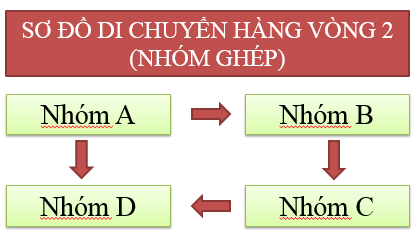 SƠ ĐỒ DI CHUYỂN HÀNG VÒNG 2
(NHÓM GHÉP)
Nhóm A
Nhóm B
Nhóm D
Nhóm C